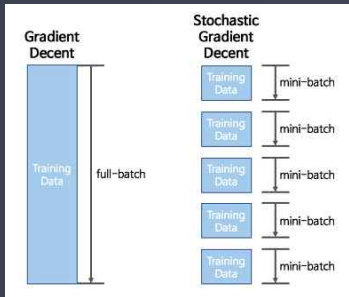 Gradient
Decent
Training
Data
full-batch
Stochastic
Gradient
Decent
Training
Data
mini-batch
Training
Data
mini-batch
Training
Data
mini-batch
Training
Data
mini-batch
Training
Data
mini-batch